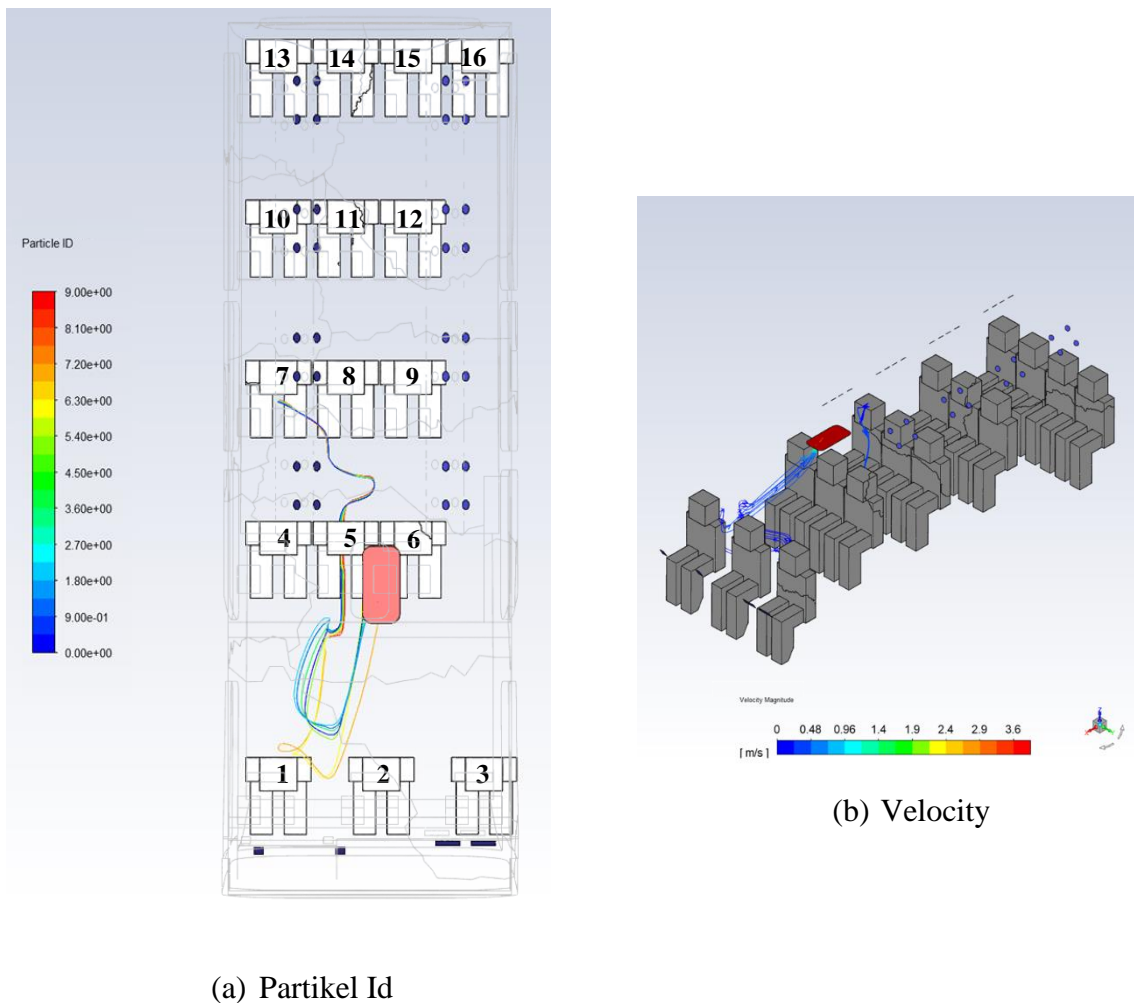 13 14 15 16
10 11 12
Particle ID
9.00e+00
8.10e+00
7.20e+00
6.30e+00
5.40e+00
4.50e+00
3.60e+00
2.70e+00
1.80e+00
9.00e-01
0.00e+00
7 8 9
4 5 6
1 2 3
(a) Partikel Id
Velocity Magnitude
0 0.48 0.96 1.4 1.9 2.4 2.9 3.6
[ m/s ]
Z
(b) Velocity